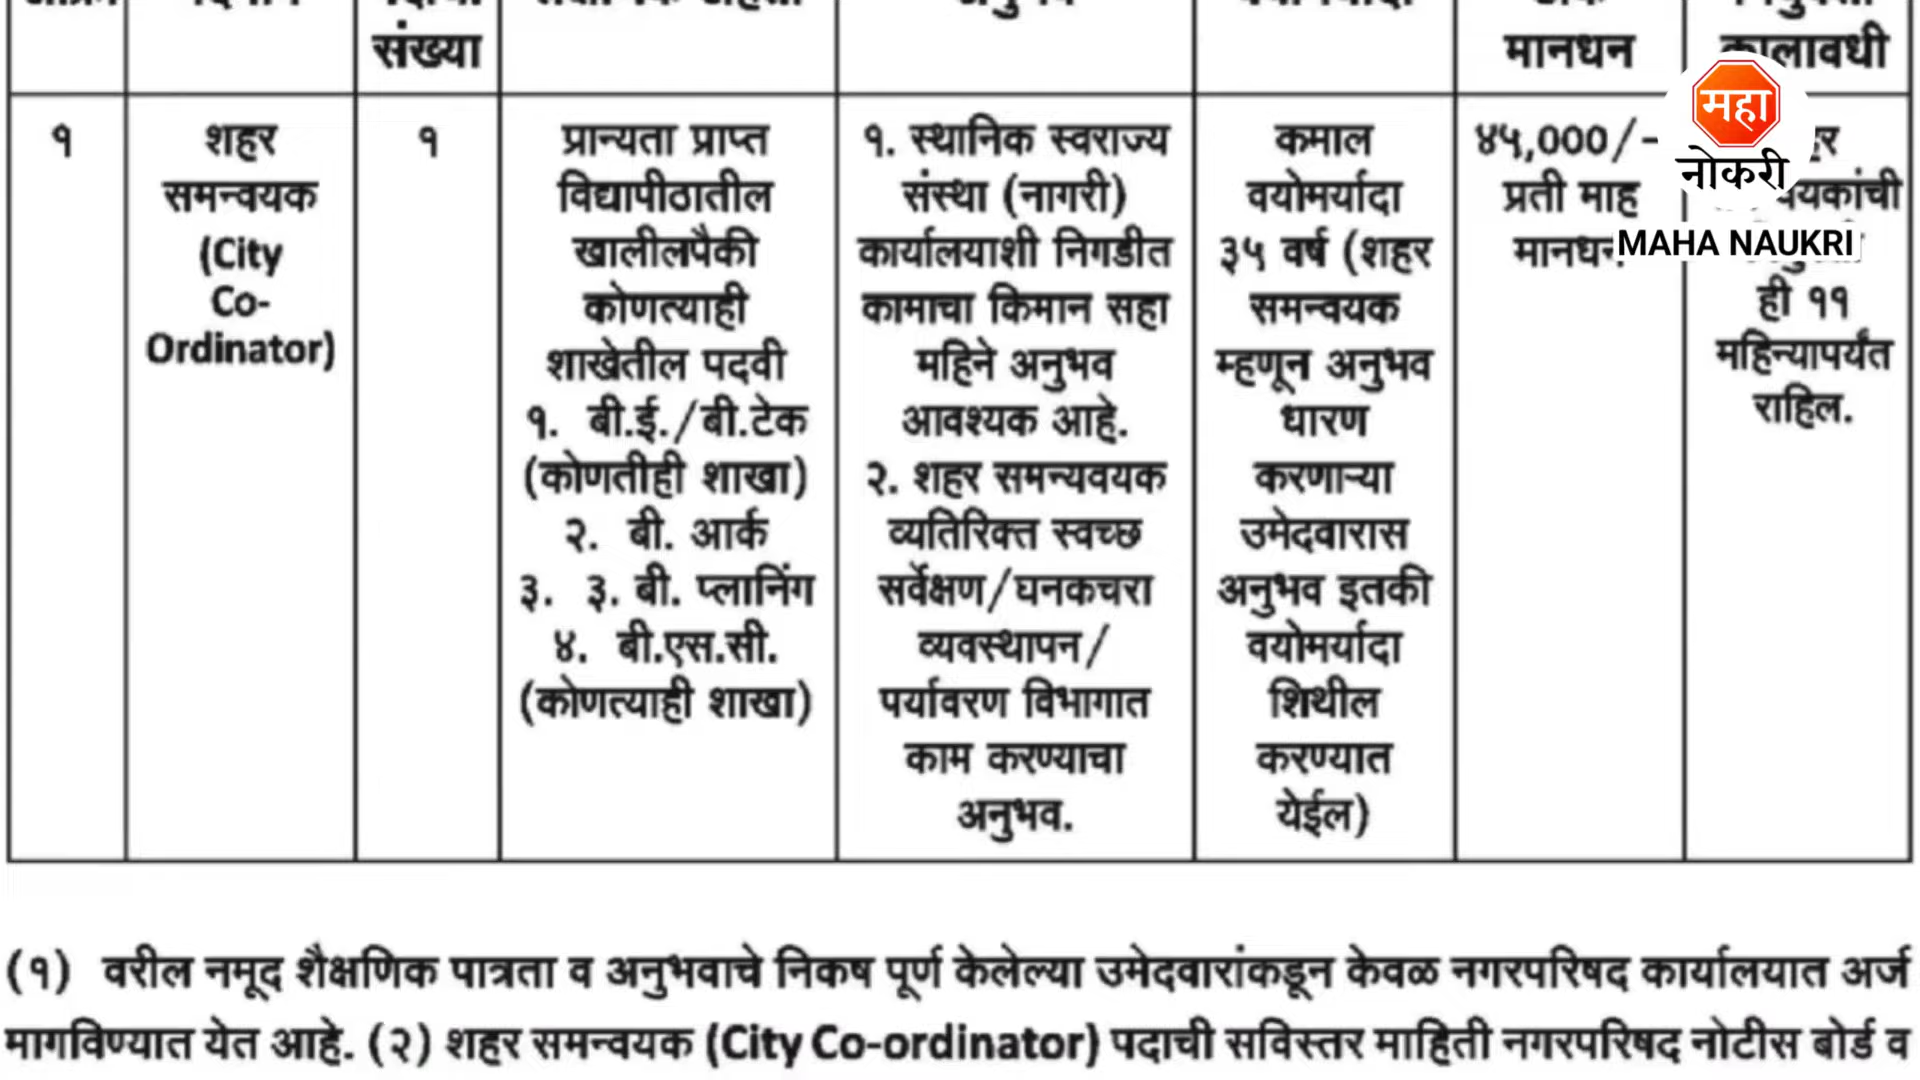 संख्या
मानधन
कालावधी
१
शहर
समन्वयक
(City
Co-
Ordinator)
१
प्रान्यता प्राप्त
विद्यापीठातील
खालीलपैकी
कोणत्याही
शाखेतील पदवी
१. बी.ई./बी.टेक
(कोणतीही शाखा)
२. बी. आर्क
३. ३. बी. प्लानिंग
४. बी.एस.सी.
(कोणत्याही शाखा)
१. स्थानिक स्वराज्य
संस्था (नागरी)
कार्यालयाशी निगडीत
कामाचा किमान सहा
महिने अनुभव
आवश्यक आहे.
२. शहर समन्यवयक
व्यतिरिक्त स्वच्छ
सर्वेक्षण/घनकचरा
व्यवस्थापन/
पर्यावरण विभागात
काम करण्याचा
अनुभव.
कमाल
वयोमर्यादा
३५ वर्ष (शहर
समन्वयक
म्हणून अनुभव
धारण
करणाऱ्या
उमेदवारास
अनुभव इतकी
वयोमर्यादा
शिथील
करण्यात
येईल)
४५,000/-
प्रती माह
मानधन
ही ११
महिन्यापर्यंत
राहिल.
महा
नोकरी
MAHA NAUKRI
(१) वरील नमूद शैक्षणिक पात्रता व अनुभवाचे निकष पूर्ण केलेल्या उमेदवारांकडून केवळ नगरपरिषद कार्यालयात अर्ज
मागविण्यात येत आहे. (२) शहर समन्वयक (City Co-ordinator) पदाची सविस्तर माहिती नगरपरिषद नोटीस बोर्ड व